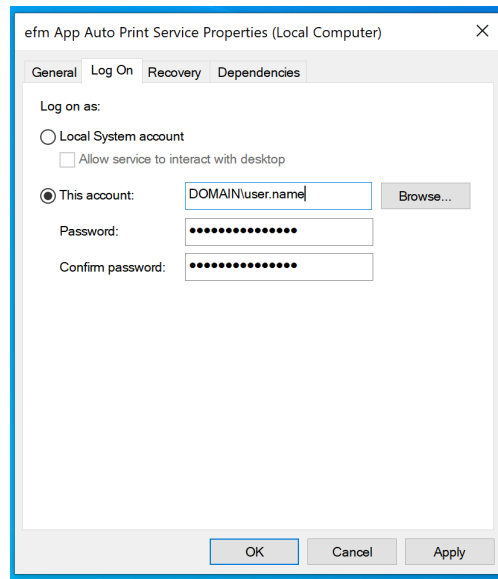 efm App Auto Print Service Properties (Local Computer)
General Log On Recovery Dependencies
Log on as:
Local System account
Allow service to interact with desktop
This account: DOMAIN\user.name Browse...
Password: ●●●●●●●●●●●●●●●
Confirm password: ●●●●●●●●●●●●●●●
OK Cancel Apply